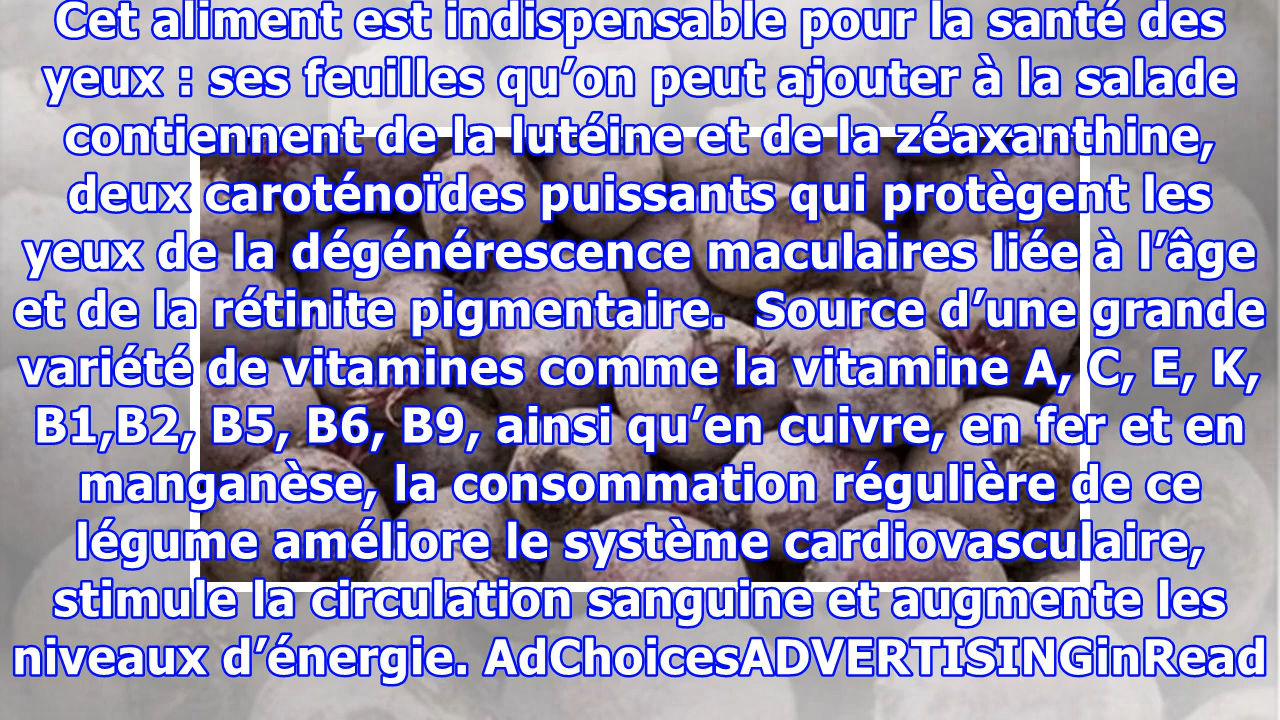 Cet aliment est indispensable pour la santé des
yeux : ses feuilles qu’on peut ajouter à la salade
contiennent de la lutéine et de la zéaxanthine,
deux caroténoïdes puissants qui protègent les
yeux de la dégénérescence maculaires liée à l’âge
et de la rétinite pigmentaire.  Source d’une grande
variété de vitamines comme la vitamine A, C, E, K,
B1,B2, B5, B6, B9, ainsi qu’en cuivre, en fer et en
manganèse, la consommation régulière de ce
légume améliore le système cardiovasculaire,
stimule la circulation sanguine et augmente les
niveaux d’énergie. AdChoicesADVERTISINGinRead